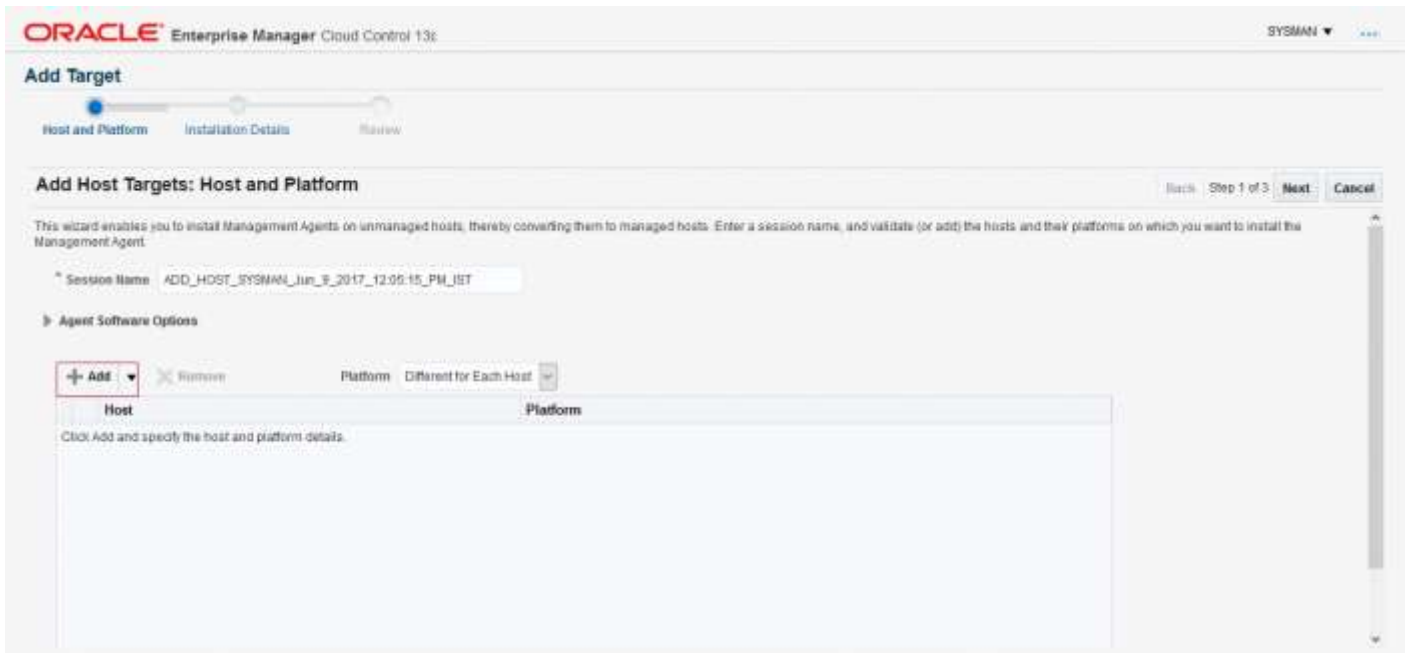 ORACLE Enterprise Manager Cloud Control 13c
SYSMAN
Add Target
Host and Platform Installation Details Review
Add Host Targets: Host and Platform
Back Step 1 of 3 Next Cancel
This wizard enables you to install Management Agents on unmanaged hosts, thereby converting them to managed hosts. Enter a session name, and validate (or add) the hosts and their platforms on which you want to install the
Management Agent.
* Session Name ADD_HOST_SYSMAN_Jun_9_2017_12:05:15_PM_IST
Agent Software Options
Add Remove Platform Different for Each Host
Host Platform
Click Add and specify the host and platform details.